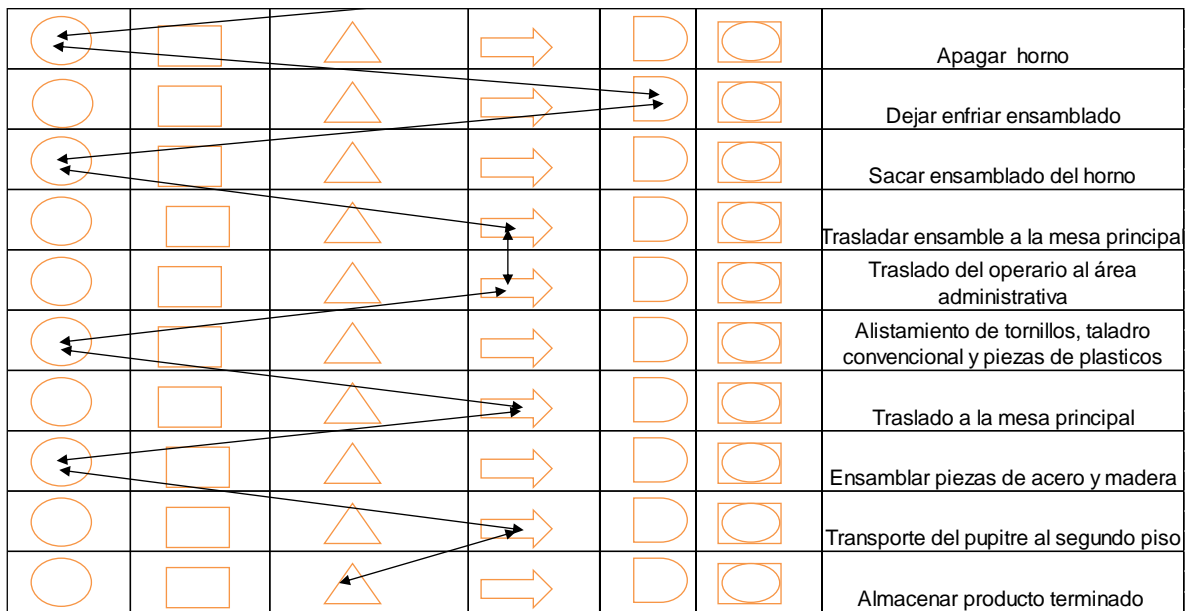 Apagar horno
Dejar enfriar ensamblado
Sacar ensamblado del horno
Trasladar ensamble a la mesa principal
Traslado del operario al área
administrativa
Alistamiento de tornillos, taladro
convencional y piezas de plasticos
Traslado a la mesa principal
Ensamblar piezas de acero y madera
Transporte del pupitre al segundo piso
Almacenar producto terminado